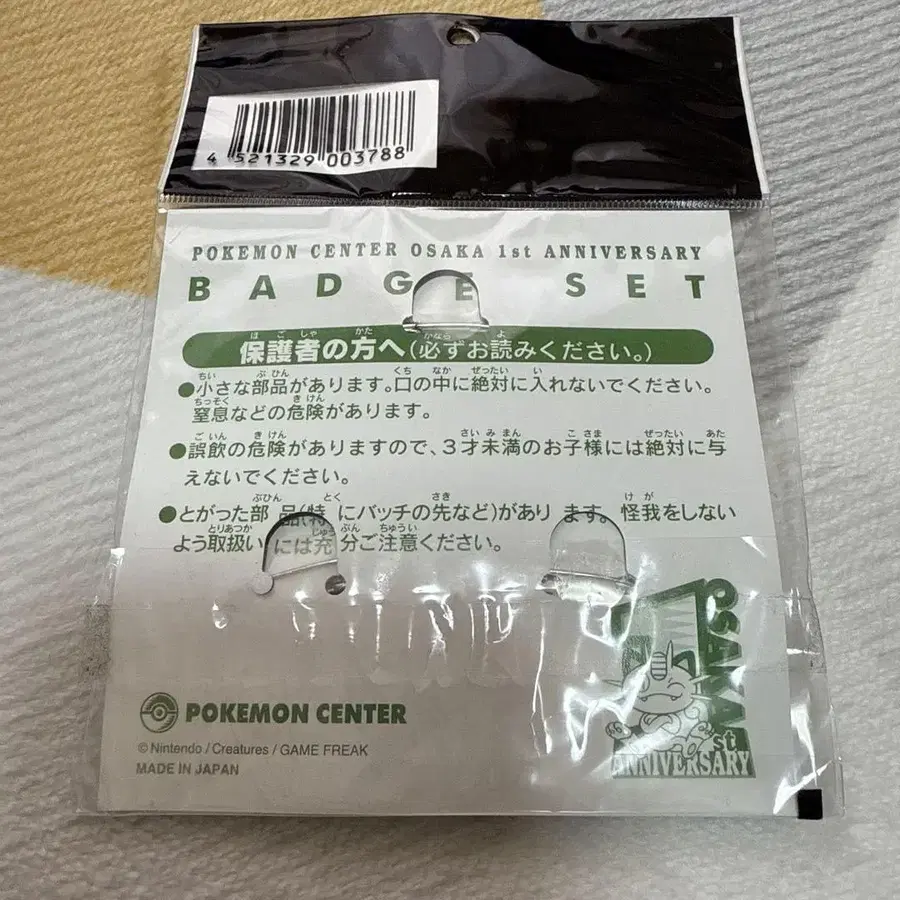 4 521329 003788
POKEMON CENTER OSAKA 1st ANNIVERSARY
BADGE SET
保護者の方へ(必ずお読みください。)
●小さな部品があります。口の中に絶対に入れないでください。
窒息などの危険があります。
●誤飲の危険がありますので、3才未満のお子様には絶対に与
えないでください。
●とがった部品(特にバッチの先など)があります。怪我をしない
よう取扱いには充分ご注意ください。
OSAKA
1st
ANNIVERSARY
POKEMON CENTER
© Nintendo / Creatures / GAME FREAK
MADE IN JAPAN